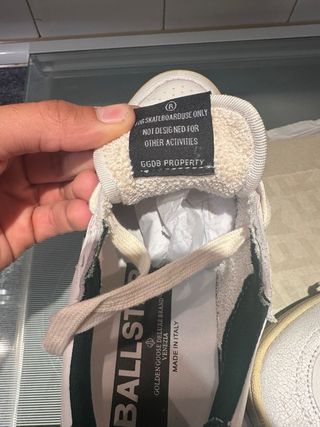 ®
FOR SKATEBOARD USE ONLY
NOT DESIGNED FOR
OTHER ACTIVITIES
GGDB PROPERTY
BALLST
GOLDEN GOOSE DELUXE BRAND
VENEZIA
MADE IN ITALY